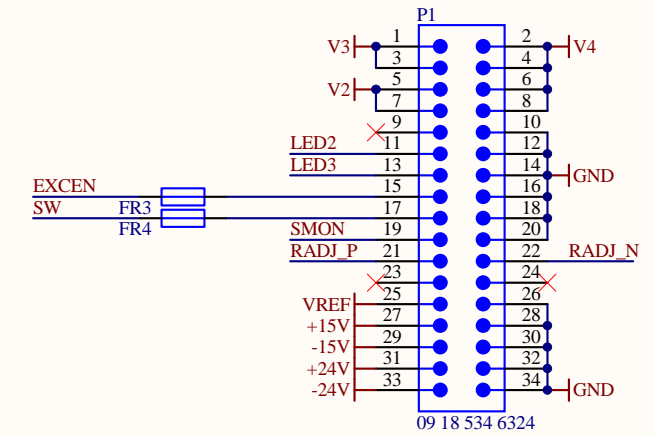 P1
V3 1 2 V4
3 4
V2 5 6
7 8
9 10
LED2 11 12
LED3 13 14 GND
EXCEN 15 16
SW FR3 17 18
FR4
SMON 19 20
RADJ_P 21 22 RADJ_N
23 24
VREF 25 26
+15V 27 28
-15V 29 30
+24V 31 32
-24V 33 34 GND
09 18 534 6324